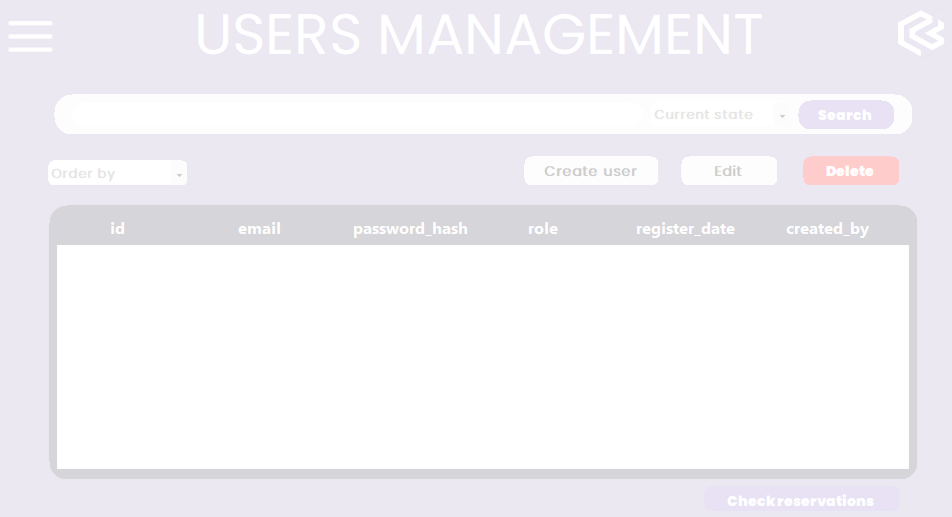 USERS MANAGEMENT
Current state
Search
Order by
Create user
Edit
Delete
id email password_hash role register_date created_by
Check reservations